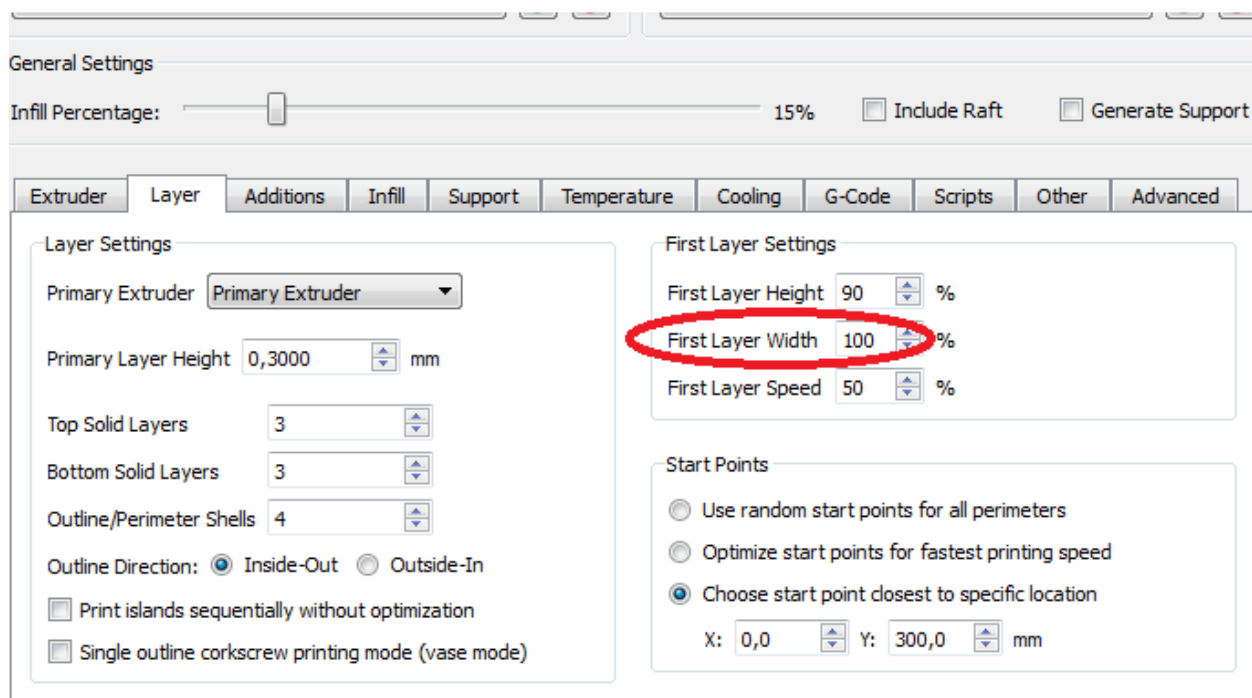 General Settings
Infill Percentage: 15% Include Raft Generate Support
Extruder Layer Additions Infill Support Temperature Cooling G-Code Scripts Other Advanced
Layer Settings
Primary Extruder Primary Extruder
Primary Layer Height 0,3000 mm
Top Solid Layers 3
Bottom Solid Layers 3
Outline/Perimeter Shells 4
Outline Direction: Inside-Out Outside-In
Print islands sequentially without optimization
Single outline corkscrew printing mode (vase mode)
First Layer Settings
First Layer Height 90 %
First Layer Width 100 %
First Layer Speed 50 %
Start Points
Use random start points for all perimeters
Optimize start points for fastest printing speed
Choose start point closest to specific location
X: 0,0 Y: 300,0 mm